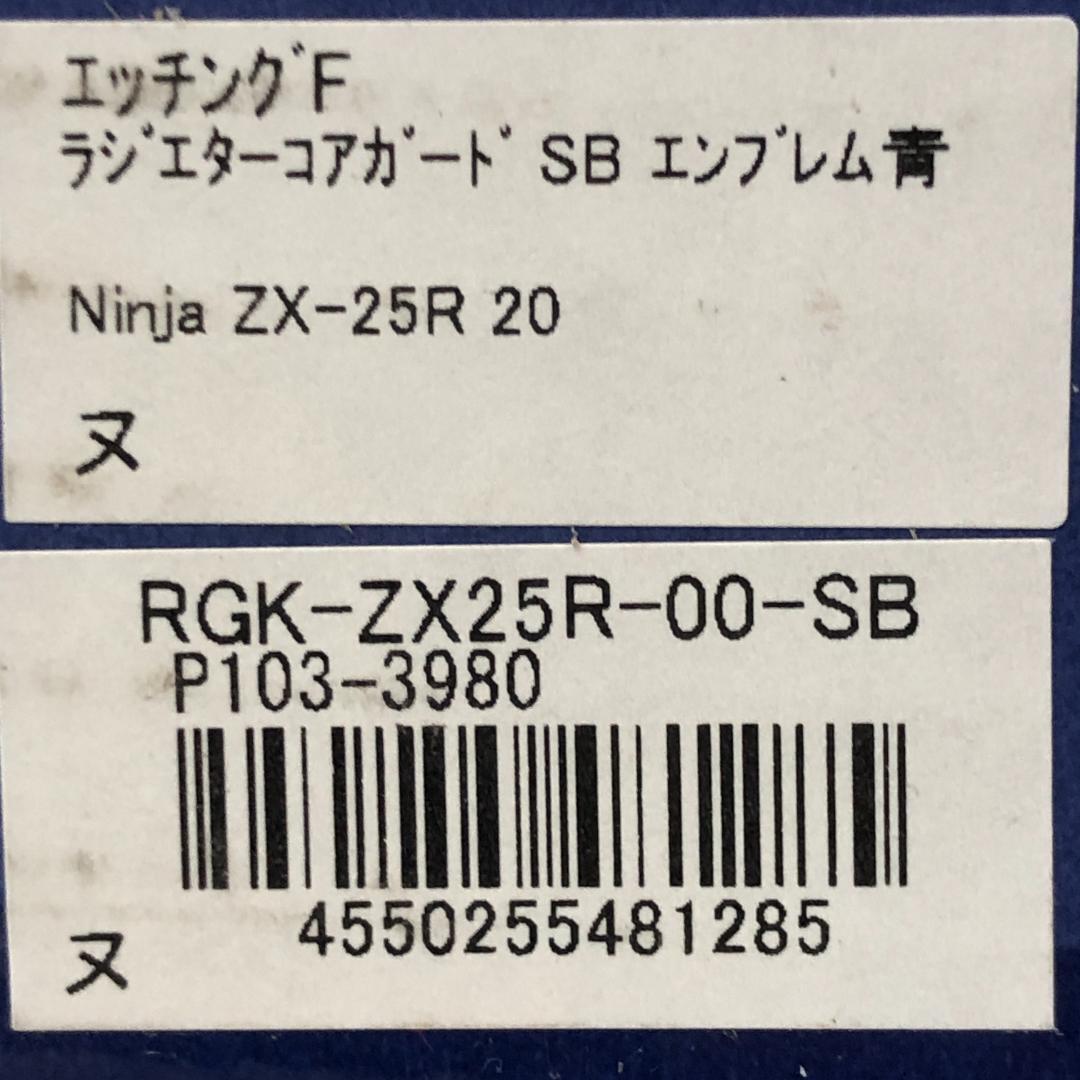 ｴｯﾁﾝｸﾞF
ﾗｼﾞｴﾀｰｺｱｶﾞｰﾄﾞ SB ｴﾝﾌﾞﾚﾑ青
Ninja ZX-25R 20
ヌ
RGK-ZX25R-00-SB
P103-3980
4550255481285
ヌ